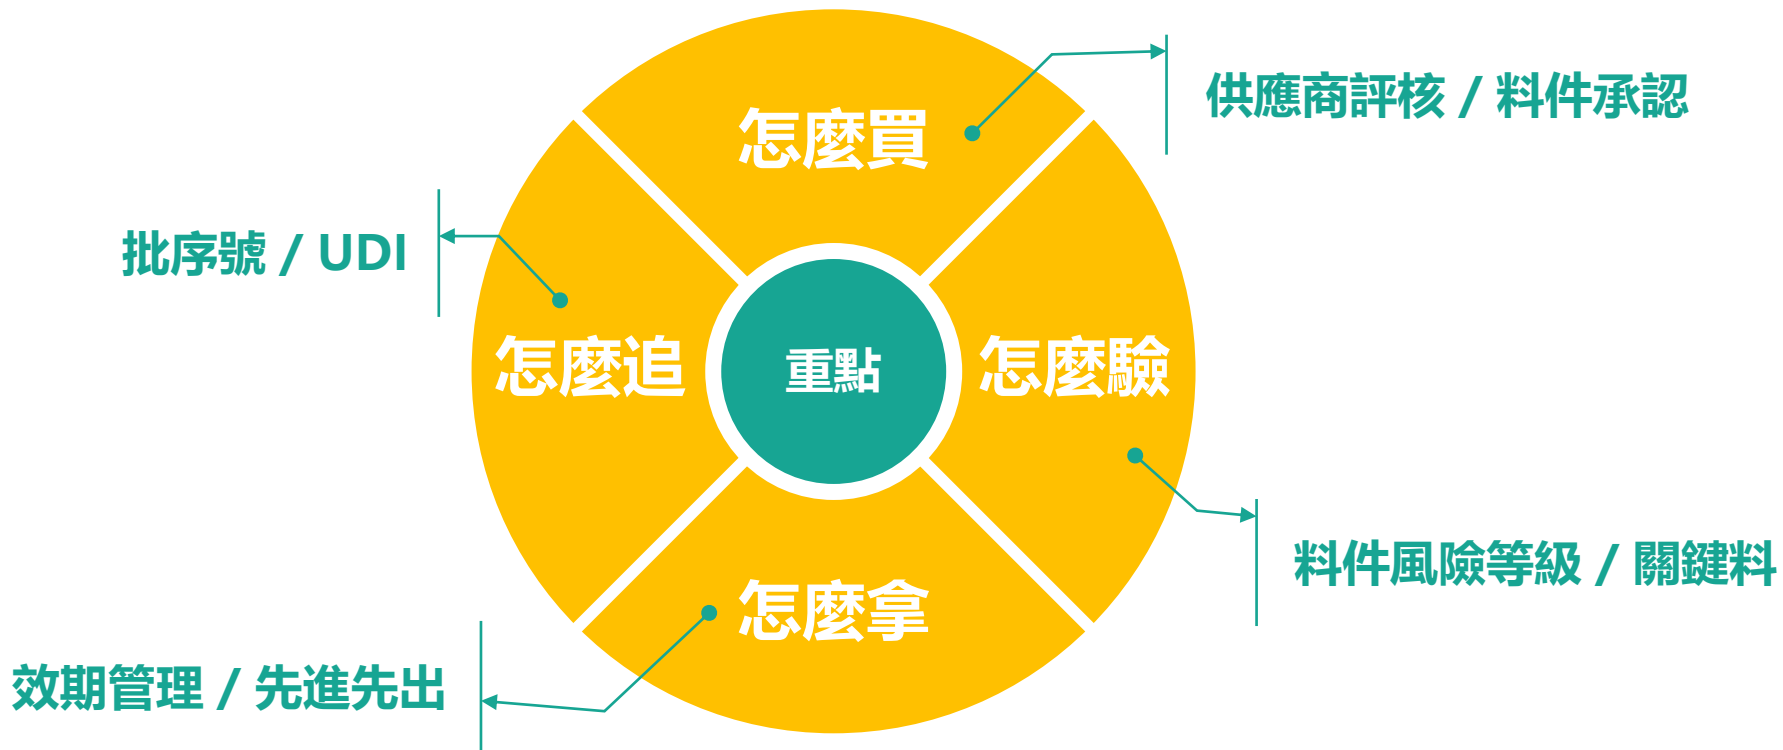 怎麼買
供應商評核 / 料件承認
批序號 / UDI
怎麼追
重點
怎麼驗
料件風險等級 / 關鍵料
怎麼拿
效期管理 / 先進先出